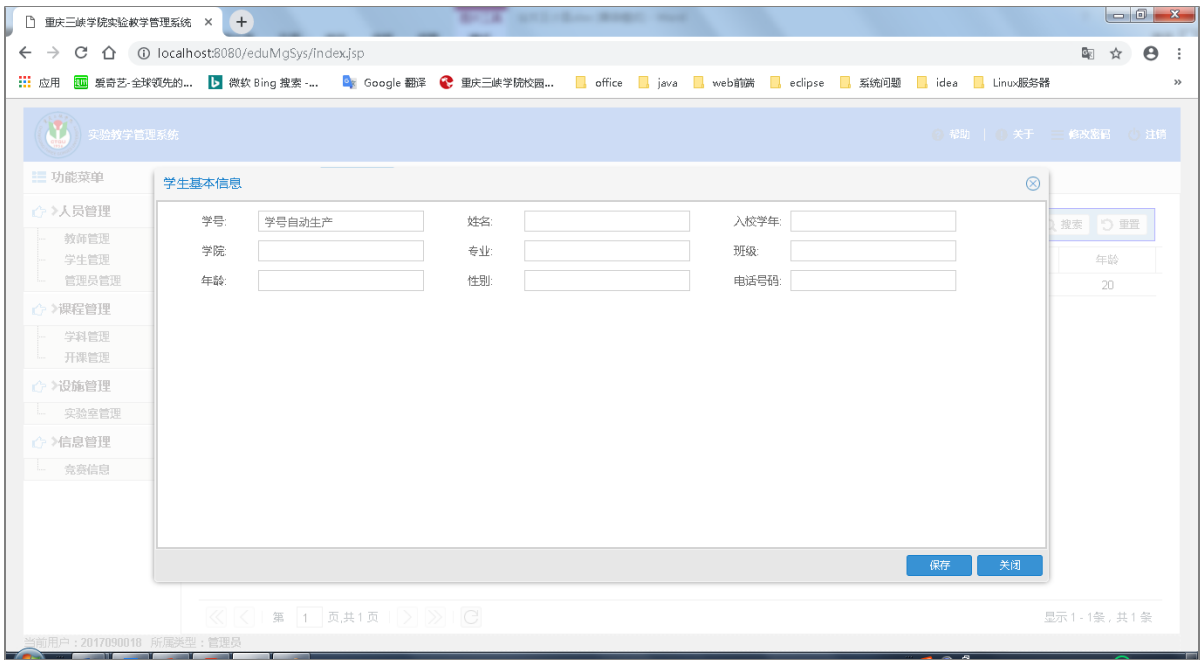 重庆三峡学院实验教学管理系统
localhost:8080/eduMgSys/index.jsp
应用 爱奇艺-全球领先的... 微软 Bing 搜索 -... Google 翻译 重庆三峡学院校园... office java web前端 eclipse 系统问题 idea Linux服务器 »
实验教学管理系统 帮助 关于 修改密码 注销
功能菜单
学生基本信息
>人员管理
教师管理
学生管理
管理员管理
>课程管理
学科管理
开课管理
>设施管理
实验室管理
>信息管理
竞赛信息
学号: 学号自动生产 姓名: 入校学年:
学院: 专业: 班级:
年龄: 性别: 电话号码:
搜索 重置
年龄
20
保存 关闭
第 1 页,共1页
显示1-1条,共1条
当前用户:2017090018 所属类型:管理员